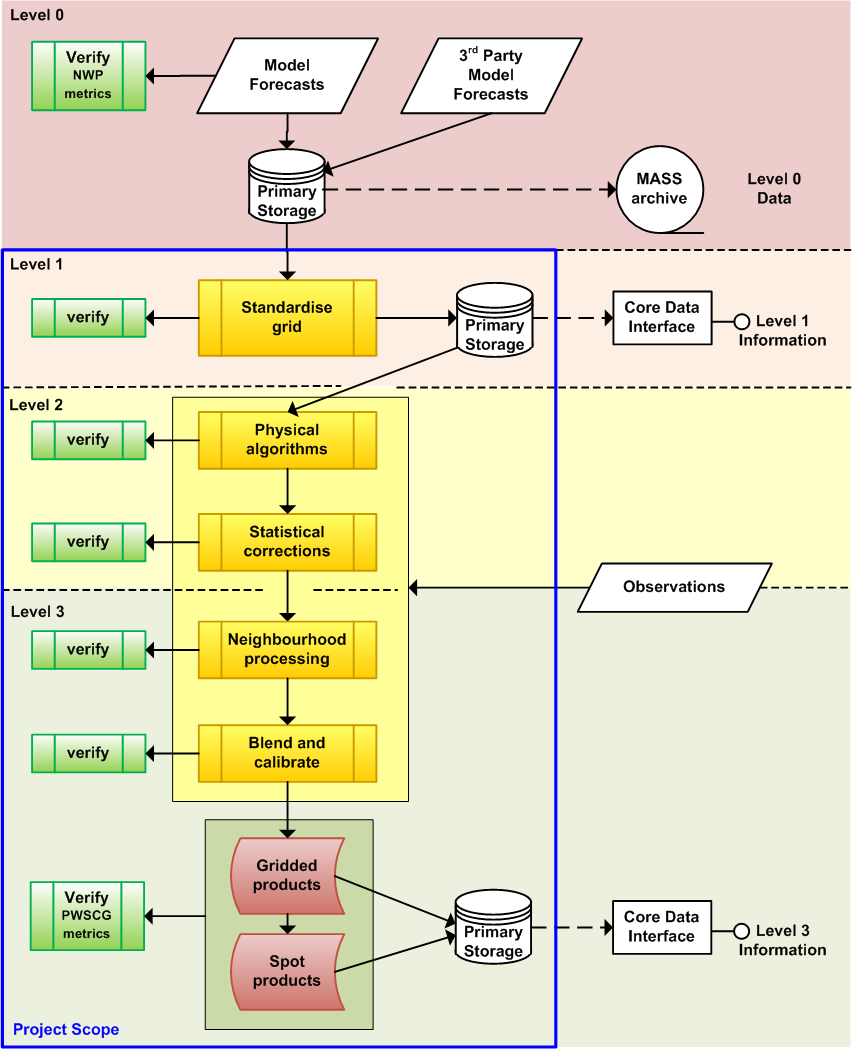 Level 0
Verify
NWP
metrics
Model
Forecasts
3rd Party
Model
Forecasts
Primary
Storage
MASS
archive
Level 0
Data
Level 1
verify
Standardise
grid
Primary
Storage
Core Data
Interface
Level 1
Information
Level 2
verify
Physical
algorithms
verify
Statistical
corrections
Observations
Level 3
verify
Neighbourhood
processing
verify
Blend and
calibrate
Verify
PWSCG
metrics
Gridded
products
Spot
products
Primary
Storage
Core Data
Interface
Level 3
Information
Project Scope